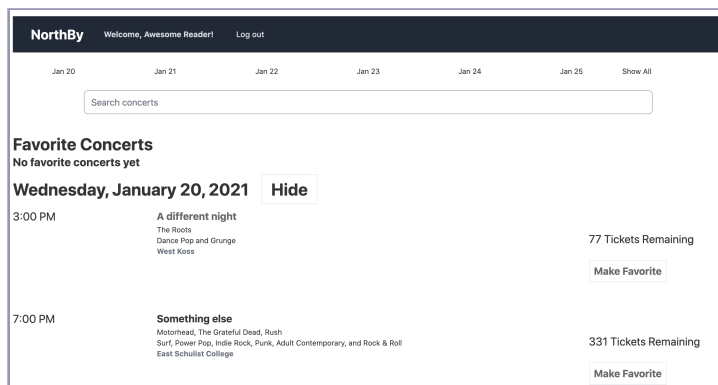 NorthBy Welcome, Awesome Reader! Log out
Jan 20 Jan 21 Jan 22 Jan 23 Jan 24 Jan 25 Show All
Search concerts
Favorite Concerts
No favorite concerts yet
Wednesday, January 20, 2021 Hide
3:00 PM
A different night
The Roots
Dance Pop and Grunge
West Koss
77 Tickets Remaining
Make Favorite
7:00 PM
Something else
Motorhead, The Grateful Dead, Rush
Surf, Power Pop, Indie Rock, Punk, Adult Contemporary, and Rock & Roll
East Schulist College
331 Tickets Remaining
Make Favorite